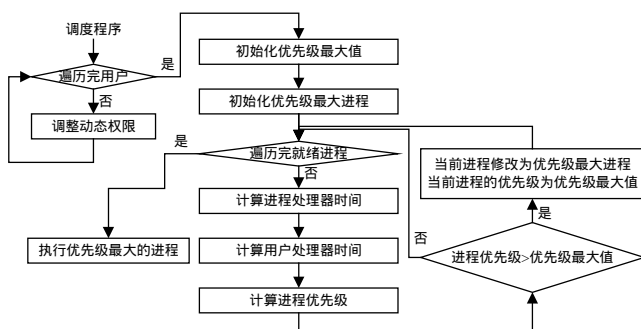 调度程序
是
初始化优先级最大值
遍历完用户
否
初始化优先级最大进程
调整动态权限
是
遍历完就绪进程
当前进程修改为优先级最大进程
当前进程的优先级为优先级最大值
否
计算进程处理器时间
是
否
执行优先级最大的进程
计算用户处理器时间
进程优先级>优先级最大值
计算进程优先级